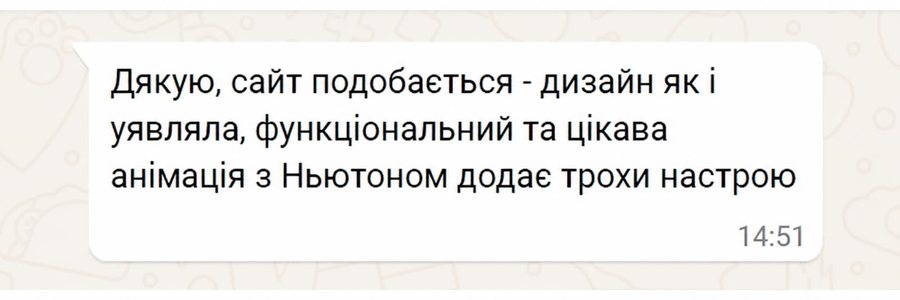 Дякую, сайт подобається - дизайн як і
уявляла, функціональний та цікава
анімація з Ньютоном додає трохи настрою
14:51